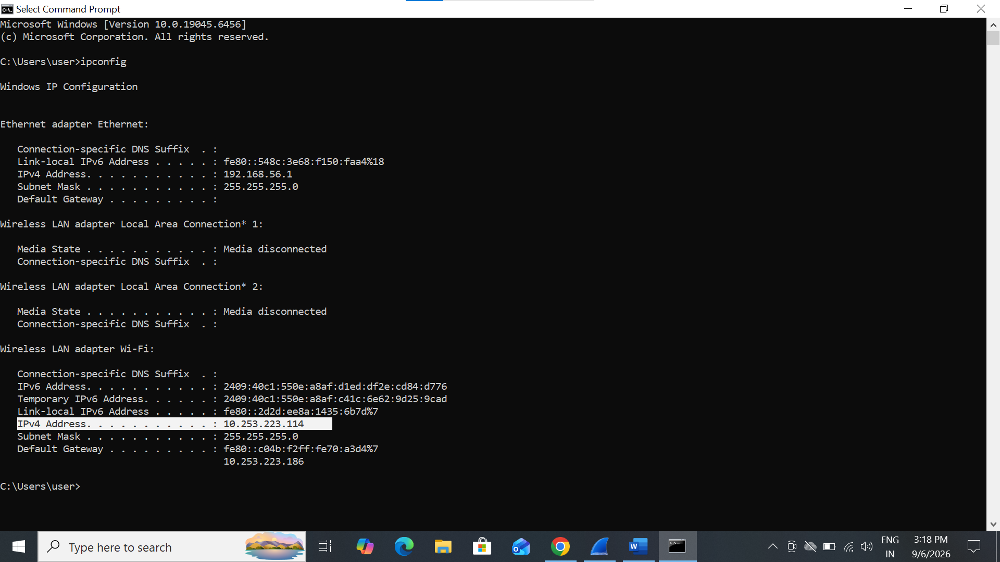 Select Command Prompt
Microsoft Windows [Version 10.0.19045.6456]
(c) Microsoft Corporation. All rights reserved.
C:\Users\user>ipconfig
Windows IP Configuration
Ethernet adapter Ethernet:
   Connection-specific DNS Suffix  . :
   Link-local IPv6 Address . . . . . : fe80::548c:3e68:f150:faa4%18
   IPv4 Address. . . . . . . . . . . : 192.168.56.1
   Subnet Mask . . . . . . . . . . . : 255.255.255.0
   Default Gateway . . . . . . . . . :
Wireless LAN adapter Local Area Connection* 1:
   Media State . . . . . . . . . . . : Media disconnected
   Connection-specific DNS Suffix  . :
Wireless LAN adapter Local Area Connection* 2:
   Media State . . . . . . . . . . . : Media disconnected
   Connection-specific DNS Suffix  . :
Wireless LAN adapter Wi-Fi:
   Connection-specific DNS Suffix  . :
   IPv6 Address. . . . . . . . . . . : 2409:40c1:550e:a8af:d1ed:df2e:cd84:d776
   Temporary IPv6 Address. . . . . . : 2409:40c1:550e:a8af:c41c:6e62:9d25:9cad
   Link-local IPv6 Address . . . . . : fe80::2d2d:ee8a:1435:6b7d%7
   IPv4 Address. . . . . . . . . . . : 10.253.223.114
   Subnet Mask . . . . . . . . . . . : 255.255.255.0
   Default Gateway . . . . . . . . . : fe80::c04b:f2ff:fe70:a3d4%7
                                       10.253.223.186
C:\Users\user>
Type here to search
ENG
IN
3:18 PM
9/6/2026